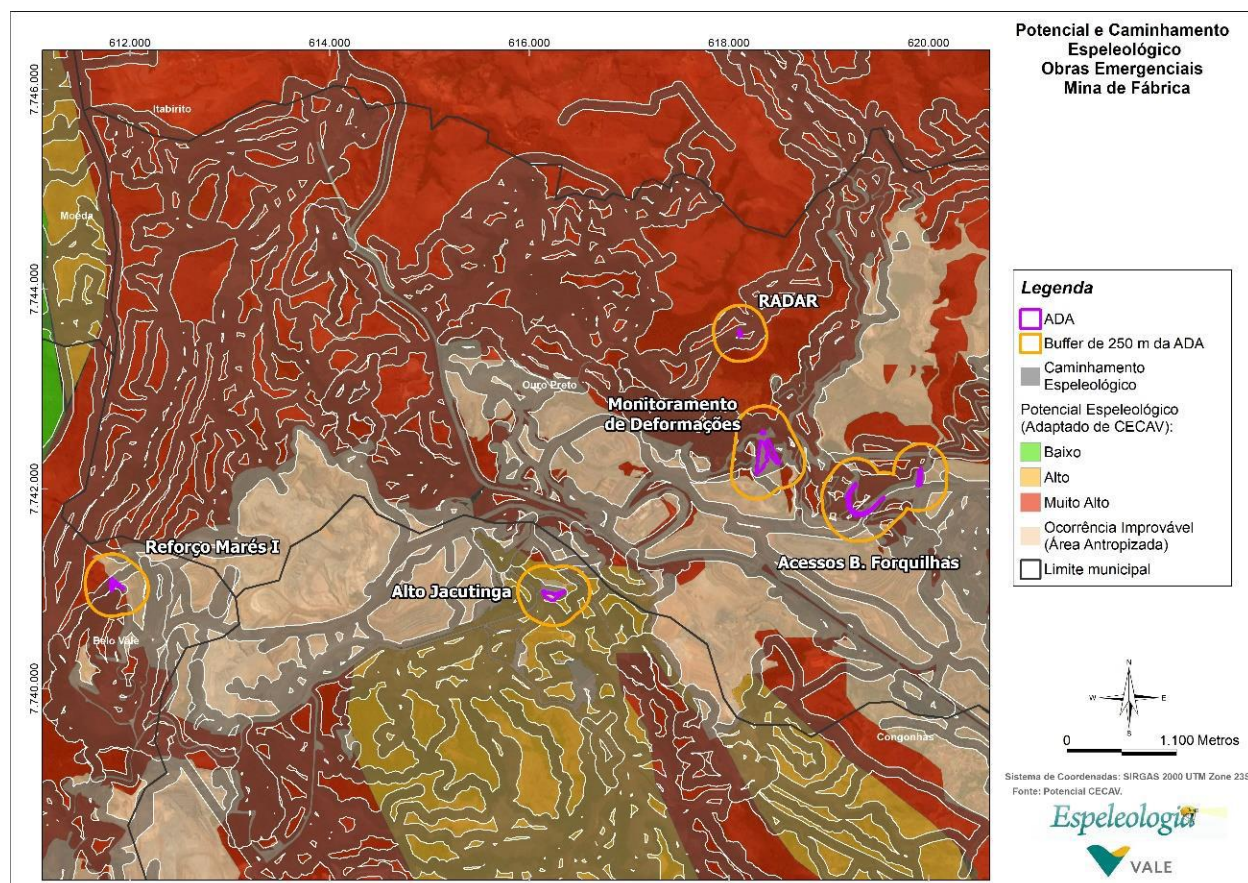 Potencial e Caminhamento
Espeleológico
Obras Emergenciais
Mina de Fábrica
612.000
614.000
616.000
618.000
620.000
7.746.000
7.744.000
7.742.000
7.740.000
Itabirito
Moeda
RADAR
Ouro Preto
Monitoramento
de Deformações
Reforço Marés I
Acessos B. Forquilhas
Alto Jacutinga
Belo Vale
Congonhas
Legenda
ADA
Buffer de 250 m da ADA
Caminhamento
Espeleológico
Potencial Espeleológico
(Adaptado de CECAV):
Baixo
Alto
Muito Alto
Ocorrência Improvável
(Área Antropizada)
Limite municipal
N
W
E
S
0
1.100 Metros
Sistema de Coordenadas: SIRGAS 2000 UTM Zone 23S
Fonte: Potencial CECAV.
Espeleologia
VALE